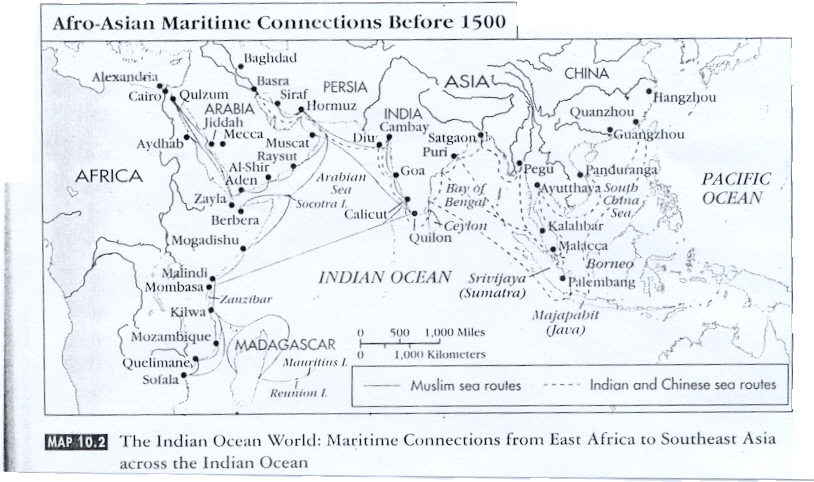 Afro-Asian Maritime Connections Before 1500
Baghdad
Alexandria
Basra
PERSIA
ASIA
CHINA
Cairo
Qulzum
Siraf
Hormuz
Hangzhou
ARABIA
INDIA
Quanzhou
Jiddah
Mecca
Cambay
Guangzhou
Aydhab
Muscat
Diur
Satgaon
Raysut
Puri
AFRICA
Al-Shir
Arabian
Sea
Goa
Pegu
Panduranga
PACIFIC
OCEAN
Aden
Bay of
Bengal
Ayutthaya
South
China
Sea
Zayla
Socotra I.
Calicut
Berbera
Ceylon
Kalahbar
Mogadishu
Quilon
Malacca
Malindi
INDIAN OCEAN
Srivijaya
(Sumatra)
Borneo
Mombasa
Palembang
Zanzibar
Kilwa
Majapahit
(Java)
Mozambique
MADAGASCAR
0 500 1,000 Miles
0 1,000 Kilometers
Quelimane
Mauritius I.
Sofala
Reunion I.
Muslim sea routes
Indian and Chinese sea routes
MAP 10.2 The Indian Ocean World: Maritime Connections from East Africa to Southeast Asia
across the Indian Ocean